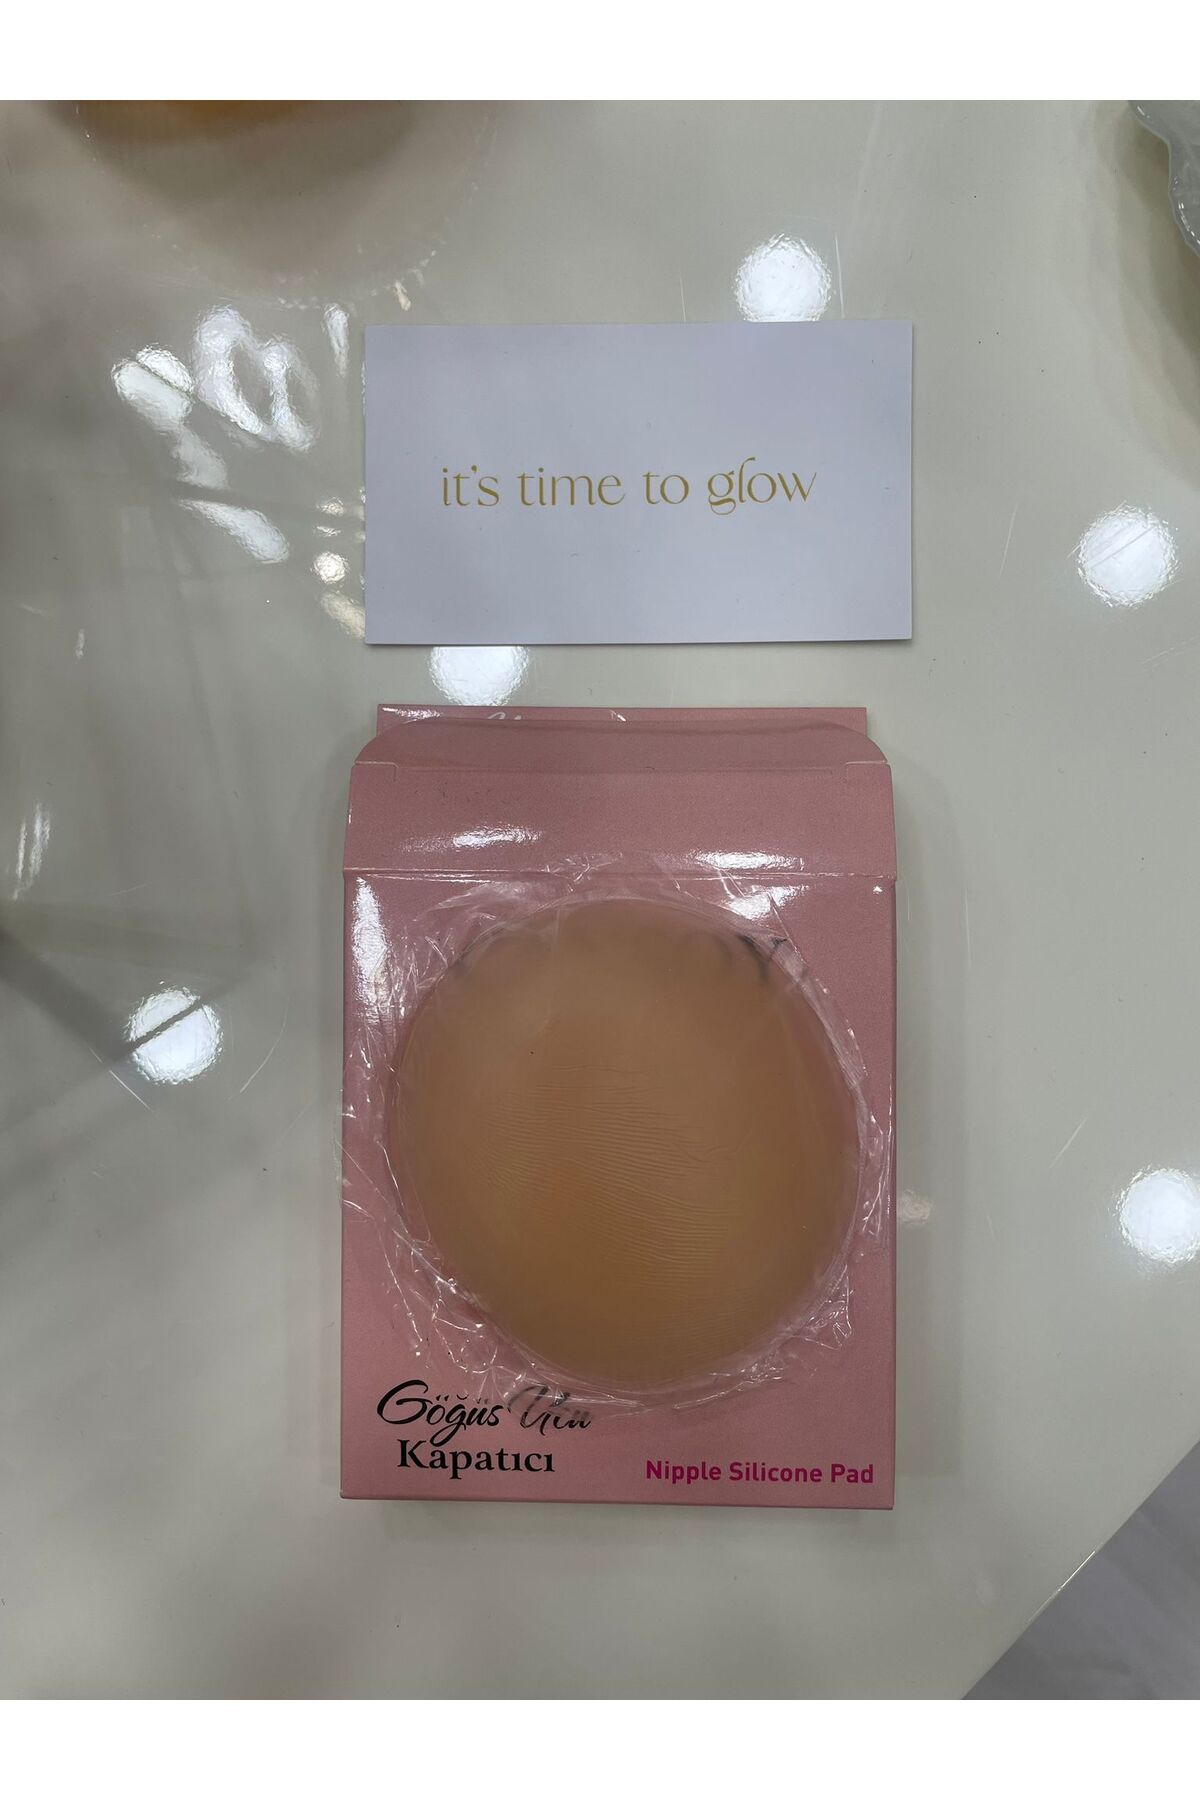 it's time to glow
Göğüs Ucu
Kapatıcı
Nipple Silicone Pad